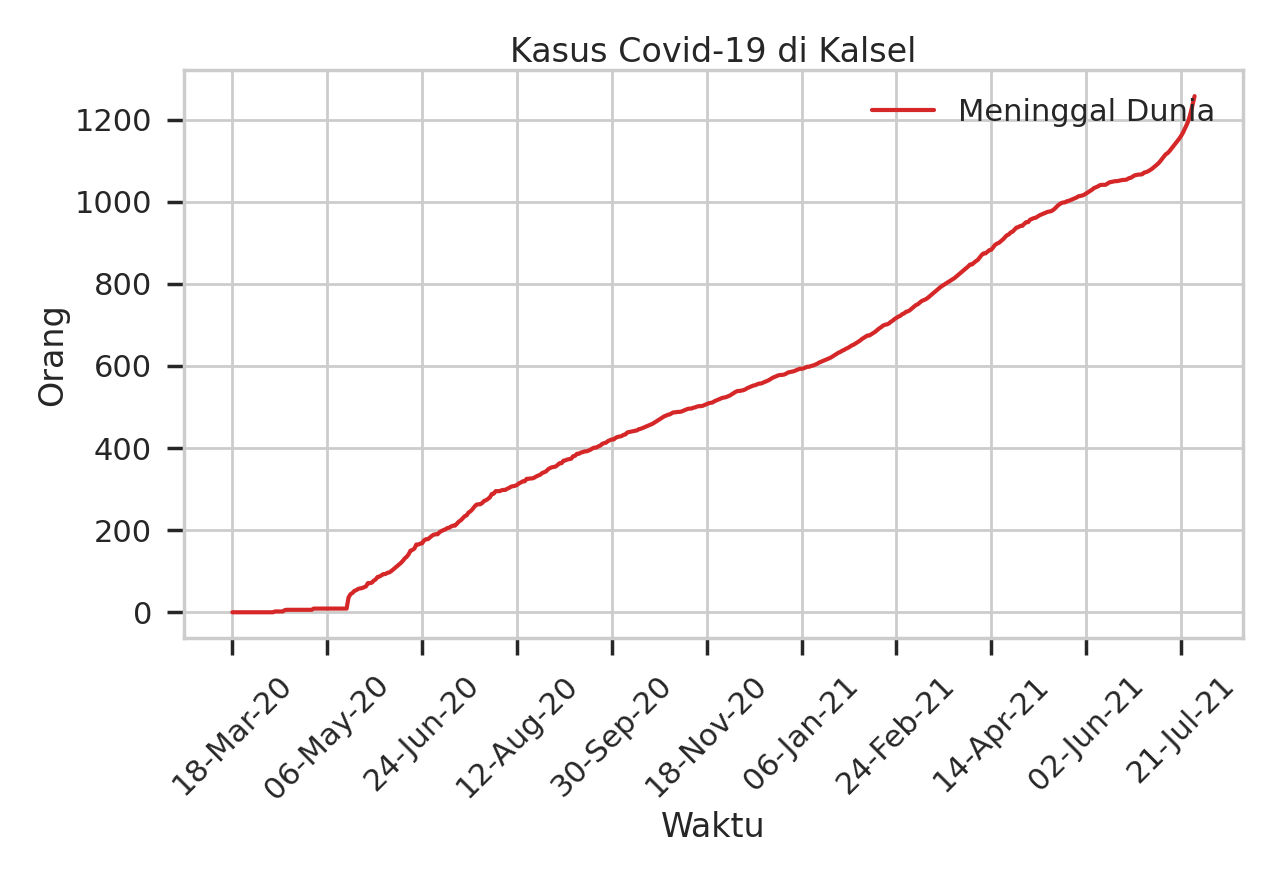 Kasus Covid-19 di Kalsel
Meninggal Dunia
1200
1000
800
600
400
200
0
Orang
18-Mar-20
06-May-20
24-Jun-20
12-Aug-20
30-Sep-20
18-Nov-20
06-Jan-21
24-Feb-21
14-Apr-21
02-Jun-21
21-Jul-21
Waktu